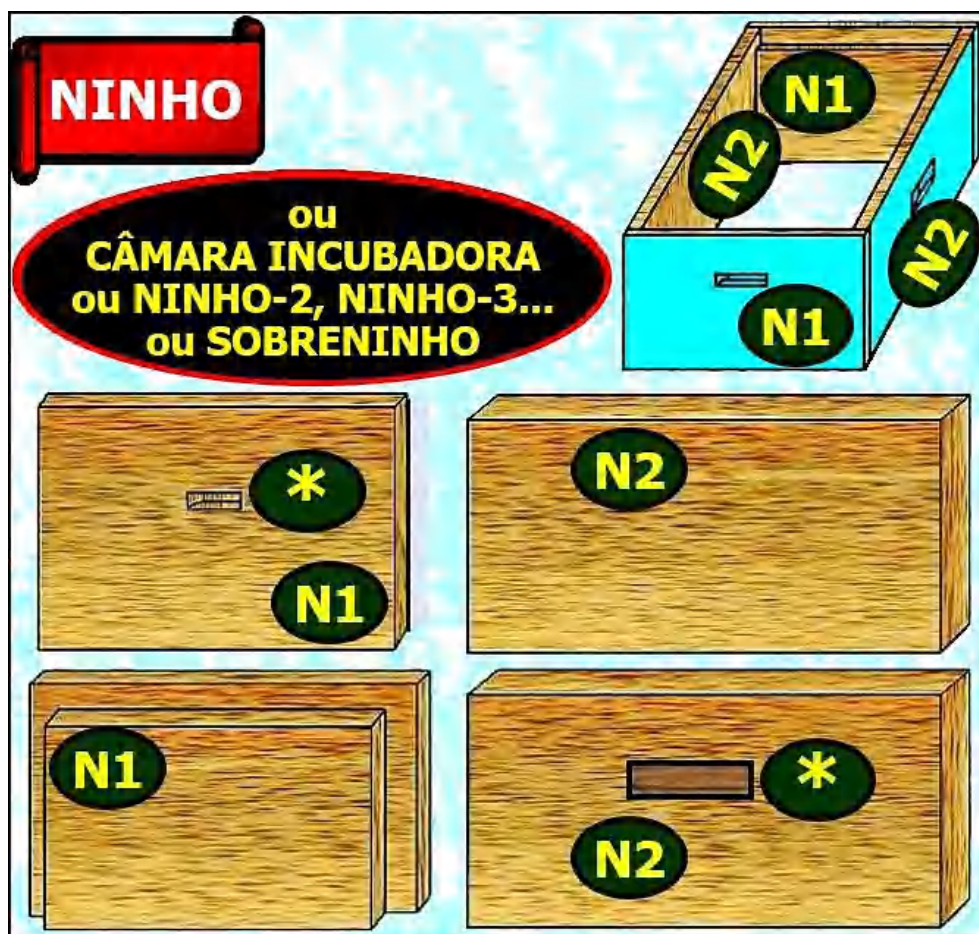 NINHO
ou
CÂMARA INCUBADORA
ou NINHO-2, NINHO-3...
ou SOBRENINHO
N1
N2
N2
N1
*
N1
N2
N1
*
N2